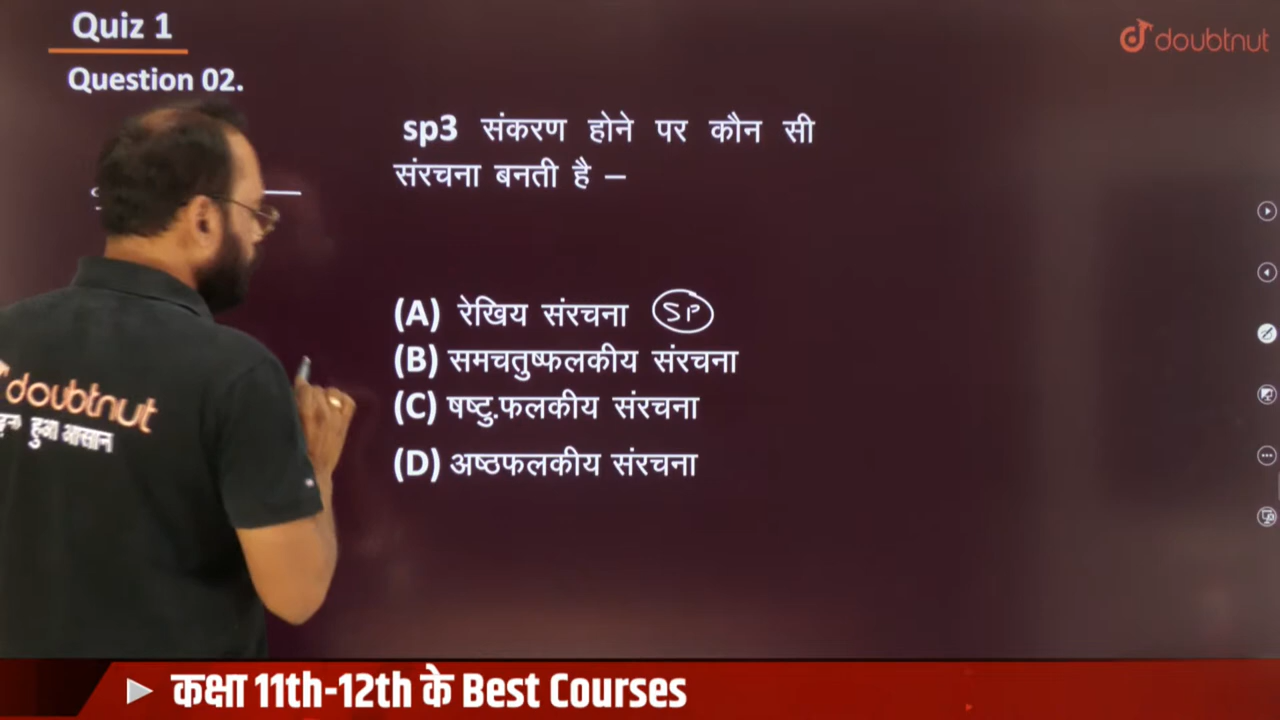 Quiz 1
doubtnut
Question 02.
sp3 संकरण होने पर कौन सी
संरचना बनती है –
(A) रेखिय संरचना SP
(B) समचतुष्फलकीय संरचना
(C) षष्टु.फलकीय संरचना
(D) अष्ठफलकीय संरचना
doubtnut
हुआ आसान
कक्षा 11th-12th के Best Courses